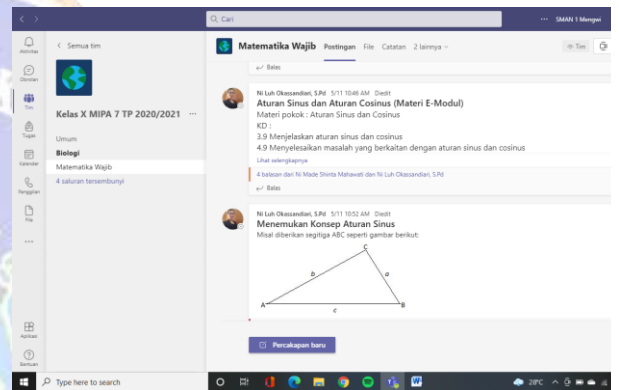 Cari
SMAN 1 Mengwi
Aktivitas
Obrolan
Tim
Tugas
Kalender
Panggilan
File
Aplikasi
Bantuan
Semua tim
Kelas X MIPA 7 TP 2020/2021
Umum
Biologi
Matematika Wajib
4 saluran tersembunyi
Matematika Wajib Postingan File Catatan 2 lainnya
Tim
Balas
Ni Luh Okassandiari, S.Pd 5/11 10:48 AM Diedit
Aturan Sinus dan Aturan Cosinus (Materi E-Modul)
Materi pokok : Aturan Sinus dan Cosinus
KD :
3.9 Menjelaskan aturan sinus dan cosinus
4.9 Menyelesaikan masalah yang berkaitan dengan aturan sinus dan cosinus
Lihat selengkapnya
4 balasan dari Ni Made Shinta Mahawati dan Ni Luh Okassandiari, S.Pd
Balas
Ni Luh Okassandiari, S.Pd 5/11 10:52 AM Diedit
Menemukan Konsep Aturan Sinus
Misal diberikan segitiga ABC seperti gambar berikut:
C
b a
A B
c
Percakapan baru
Type here to search
28°C